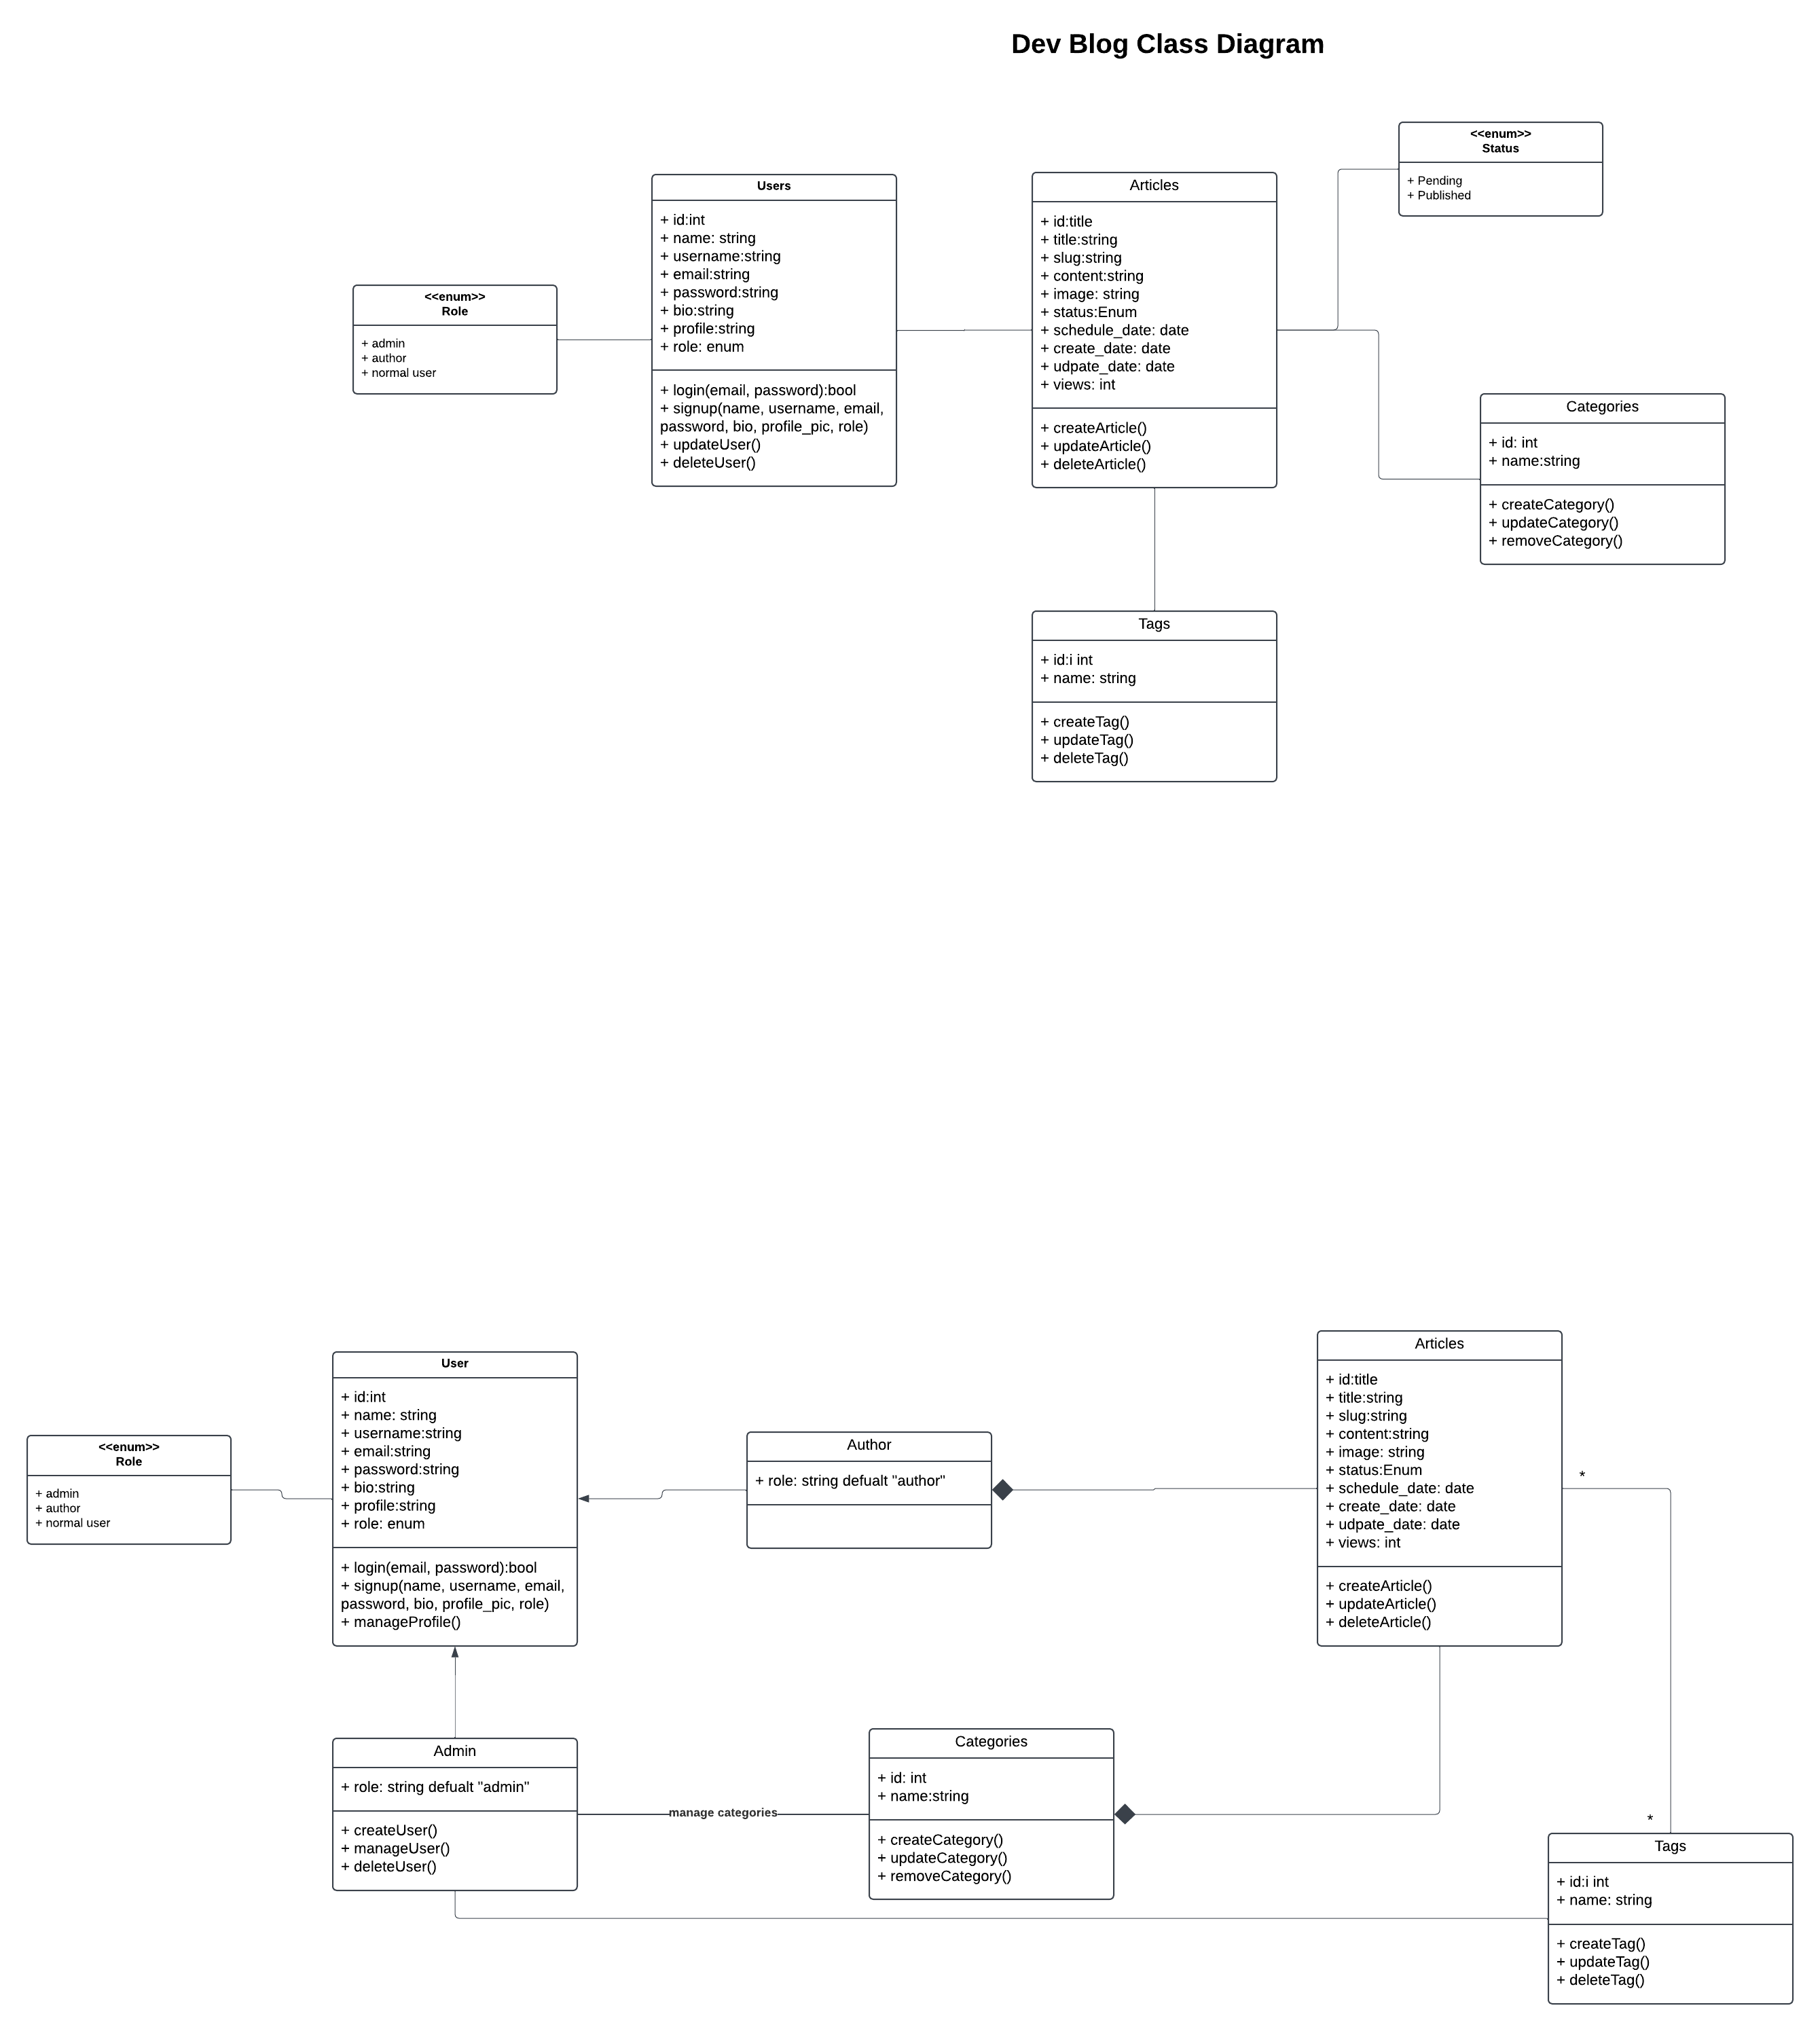 Dev Blog Class Diagram
<<enum>>
Status
+ Pending
+ Published
Users
+ id:int
+ name: string
+ username:string
+ email:string
+ password:string
+ bio:string
+ profile:string
+ role: enum
+ login(email, password):bool
+ signup(name, username, email,
password, bio, profile_pic, role)
+ updateUser()
+ deleteUser()
Articles
+ id:title
+ title:string
+ slug:string
+ content:string
+ image: string
+ status:Enum
+ schedule_date: date
+ create_date: date
+ udpate_date: date
+ views: int
+ createArticle()
+ updateArticle()
+ deleteArticle()
<<enum>>
Role
+ admin
+ author
+ normal user
Categories
+ id: int
+ name:string
+ createCategory()
+ updateCategory()
+ removeCategory()
Tags
+ id:i int
+ name: string
+ createTag()
+ updateTag()
+ deleteTag()
Articles
+ id:title
+ title:string
+ slug:string
+ content:string
+ image: string
+ status:Enum
+ schedule_date: date
+ create_date: date
+ udpate_date: date
+ views: int
+ createArticle()
+ updateArticle()
+ deleteArticle()
User
+ id:int
+ name: string
+ username:string
+ email:string
+ password:string
+ bio:string
+ profile:string
+ role: enum
+ login(email, password):bool
+ signup(name, username, email,
password, bio, profile_pic, role)
+ manageProfile()
Author
+ role: string defualt "author"
<<enum>>
Role
+ admin
+ author
+ normal user
*
Admin
+ role: string defualt "admin"
+ createUser()
+ manageUser()
+ deleteUser()
manage categories
Categories
+ id: int
+ name:string
+ createCategory()
+ updateCategory()
+ removeCategory()
*
Tags
+ id:i int
+ name: string
+ createTag()
+ updateTag()
+ deleteTag()